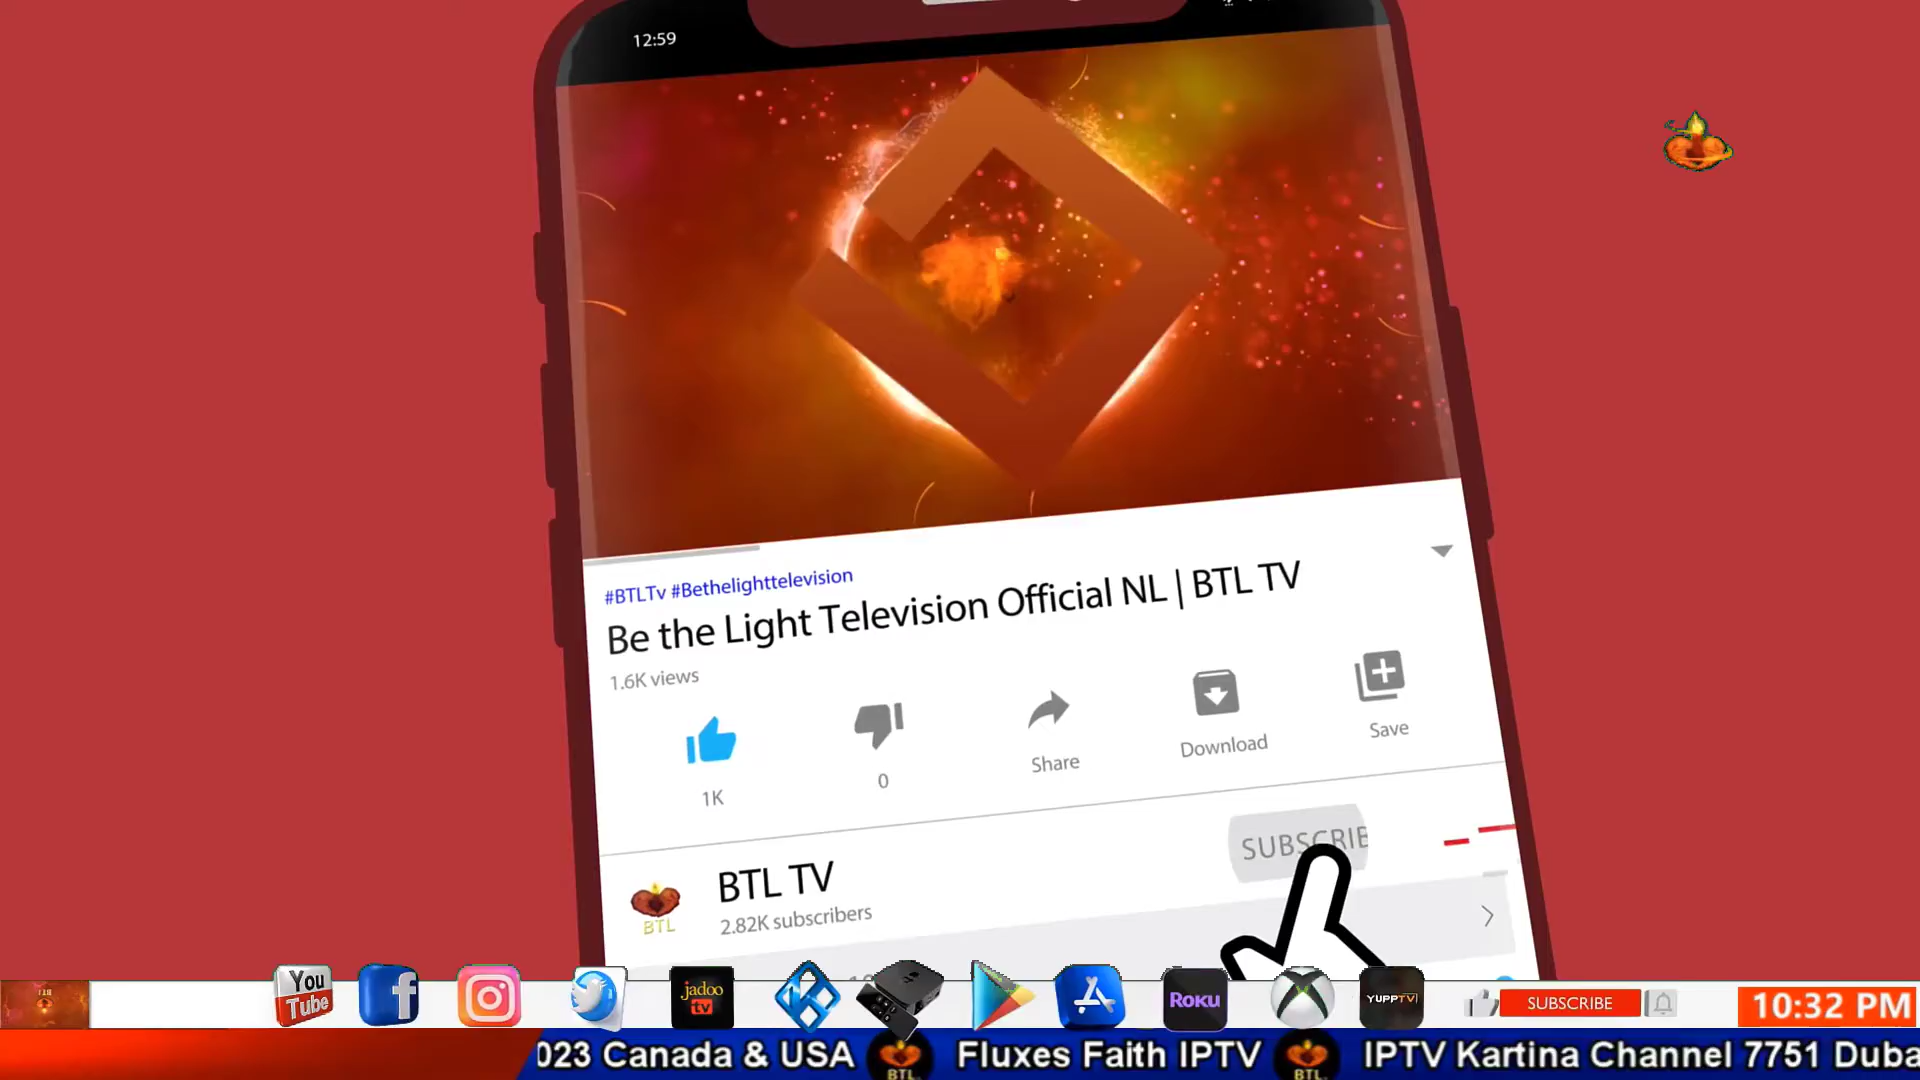 12:59
#BTLTv #Bethelighttelevision
Be the Light Television Official NL | BTL TV
1.6K views
1K
0
Share
Download
Save
SUBSCRIBE
BTL TV
2.82K subscribers
BTL
You
Tube
jadoo
tv
ROKU
YUPPTV
SUBSCRIBE
10:32 PM
023 Canada & USA BTL Fluxes Faith IPTV BTL IPTV Kartina Channel 7751 Duba